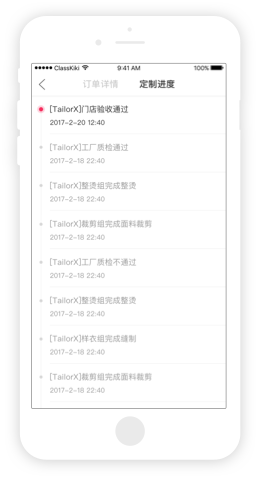 ClassKiki 9:41 AM 100%
订单详情 定制进度
[TailorX]门店验收通过
2017-2-20 12:40
[TailorX]工厂质检通过
2017-2-18 22:40
[TailorX]整烫组完成整烫
2017-2-18 22:40
[TailorX]裁剪组完成面料裁剪
2017-2-18 22:40
[TailorX]工厂质检不通过
2017-2-18 22:40
[TailorX]整烫组完成整烫
2017-2-18 22:40
[TailorX]样衣组完成缝制
2017-2-18 22:40
[TailorX]裁剪组完成面料裁剪
2017-2-18 22:40